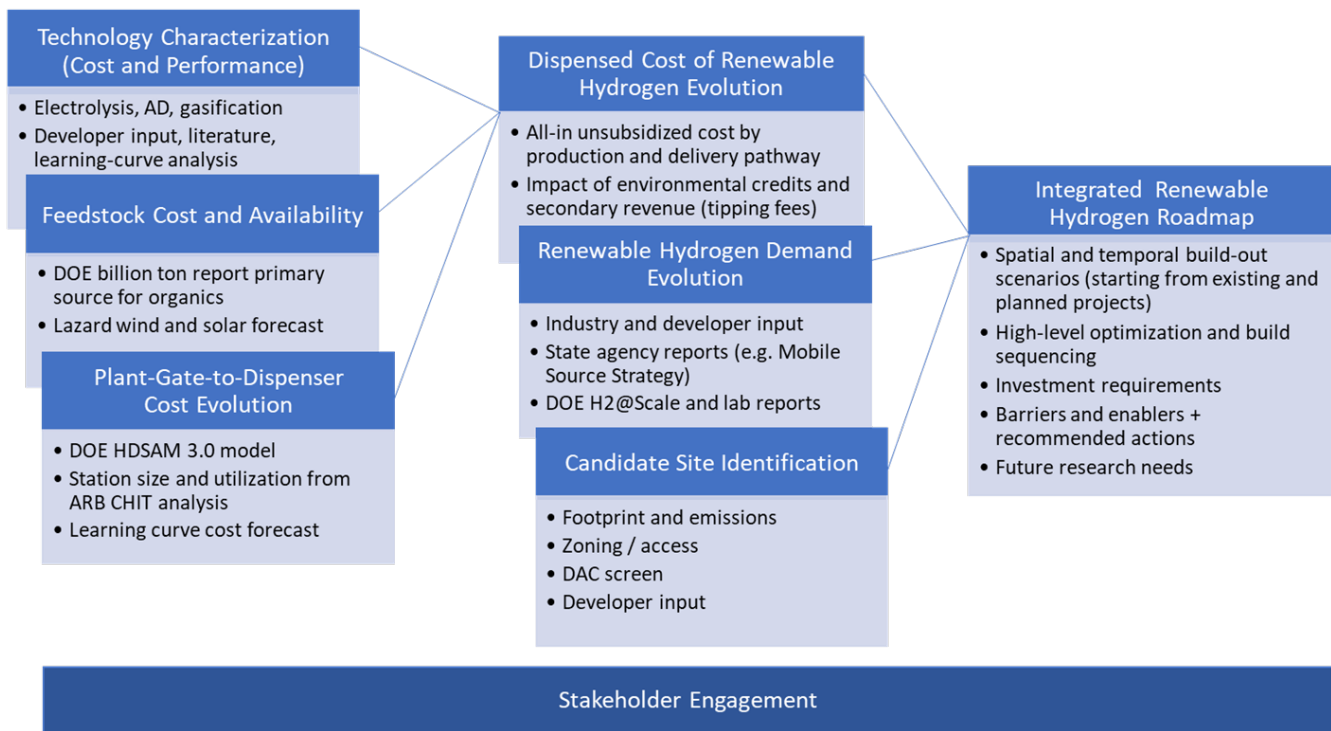 Technology Characterization
(Cost and Performance)
• Electrolysis, AD, gasification
• Developer input, literature,
learning-curve analysis
Feedstock Cost and Availability
• DOE billion ton report primary
source for organics
• Lazard wind and solar forecast
Plant-Gate-to-Dispenser
Cost Evolution
• DOE HDSAM 3.0 model
• Station size and utilization from
ARB CHIT analysis
• Learning curve cost forecast
Dispensed Cost of Renewable
Hydrogen Evolution
• All-in unsubsidized cost by
production and delivery pathway
• Impact of environmental credits and
secondary revenue (tipping fees)
Renewable Hydrogen Demand
Evolution
• Industry and developer input
• State agency reports (e.g. Mobile
Source Strategy)
• DOE H2@Scale and lab reports
Candidate Site Identification
• Footprint and emissions
• Zoning / access
• DAC screen
• Developer input
Integrated Renewable
Hydrogen Roadmap
• Spatial and temporal build-out
scenarios (starting from existing and
planned projects)
• High-level optimization and build
sequencing
• Investment requirements
• Barriers and enablers +
recommended actions
• Future research needs
Stakeholder Engagement